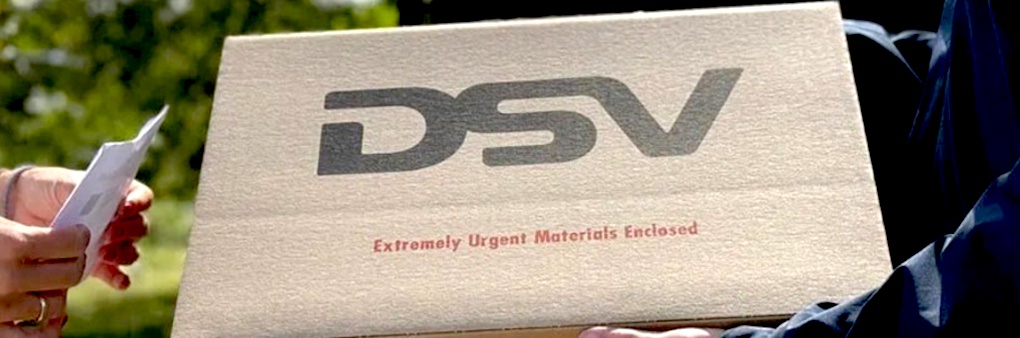 DSV
Extremely Urgent Materials Enclosed